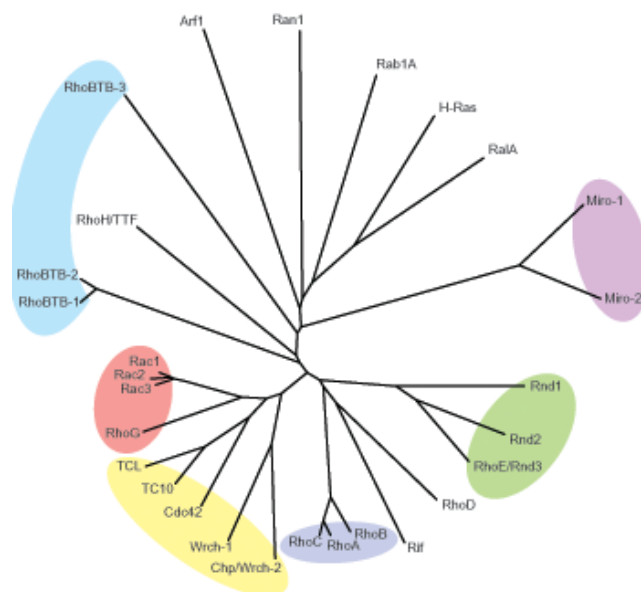 Arf1
Ran1
Rab1A
RhoBTB-3
H-Ras
RalA
Miro-1
RhoH/TTF
RhoBTB-2
RhoBTB-1
Miro-2
Rac1
Rac2
Rac3
Rnd1
RhoG
Rnd2
TCL
RhoE/Rnd3
TC10
RhoD
Cdc42
RhoB
RhoC
RhoA
Rif
Wrch-1
Chp/Wrch-2